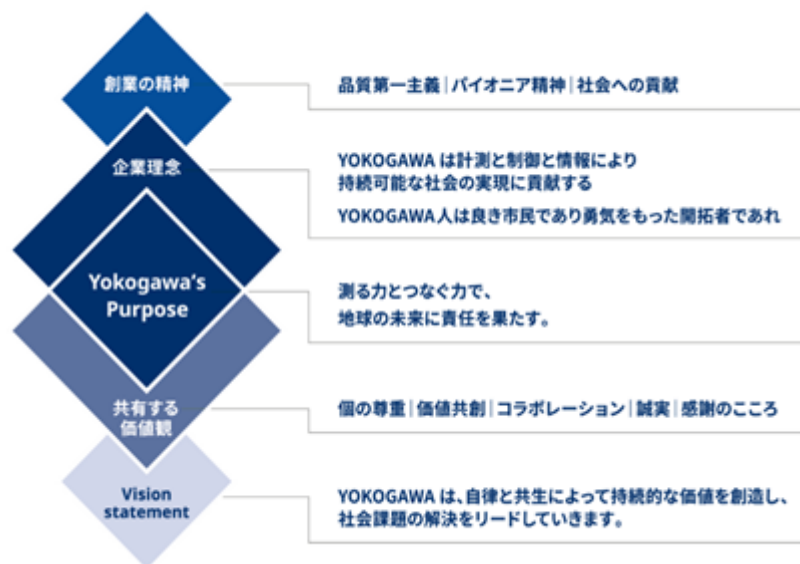 創業の精神
品質第一主義|パイオニア精神|社会への貢献
企業理念
YOKOGAWA は計測と制御と情報により
持続可能な社会の実現に貢献する
YOKOGAWA人は良き市民であり勇気をもった開拓者であれ
Yokogawa's
Purpose
測る力とつなぐ力で、
地球の未来に責任を果たす。
共有する
価値観
個の尊重|価値共創|コラボレーション|誠実|感謝のこころ
Vision
statement
YOKOGAWA は、自律と共生によって持続的な価値を創造し、
社会課題の解決をリードしていきます。